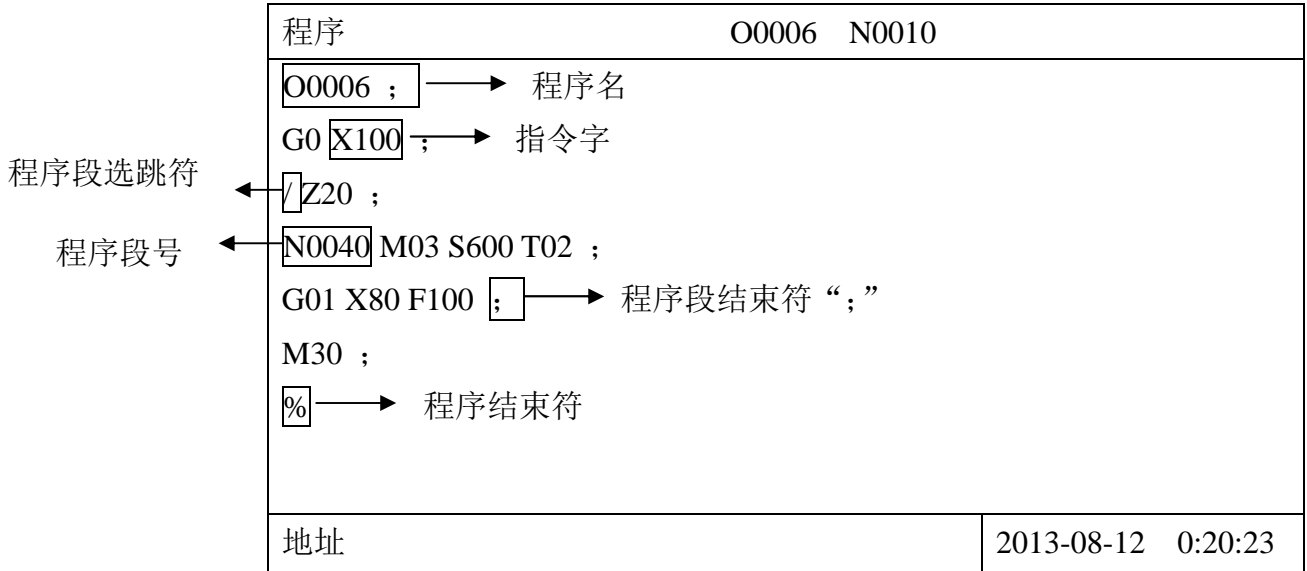 程序 O0006 N0010
O0006 ； 程序名
G0 X100 ； 指令字
程序段选跳符 / Z20 ；
程序段号 N0040 M03 S600 T02 ；
G01 X80 F100 ； 程序段结束符“；”
M30 ；
% 程序结束符
地址 2013-08-12 0:20:23